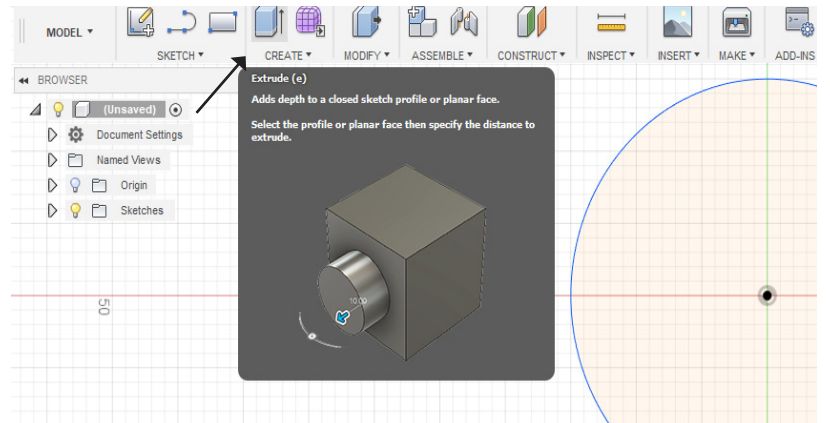 MODEL ▾
SKETCH ▾
CREATE ▾
MODIFY ▾
ASSEMBLE ▾
CONSTRUCT ▾
INSPECT ▾
INSERT ▾
MAKE ▾
ADD-INS
BROWSER
(Unsaved)
Document Settings
Named Views
Origin
Sketches
Extrude (e)
Adds depth to a closed sketch profile or planar face.
Select the profile or planar face then specify the distance to
extrude.
10.00
50